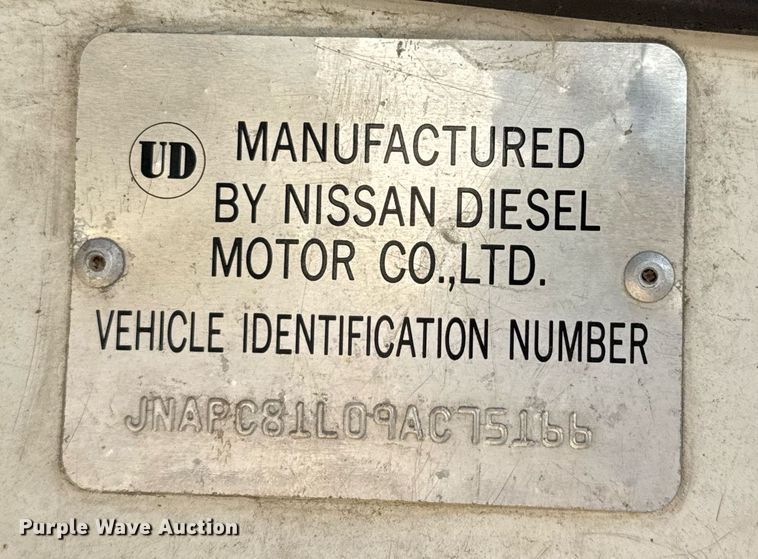 UD MANUFACTURED
BY NISSAN DIESEL
MOTOR CO.,LTD.
VEHICLE IDENTIFICATION NUMBER
JNAPC81L09AC75166
Purple Wave Auction